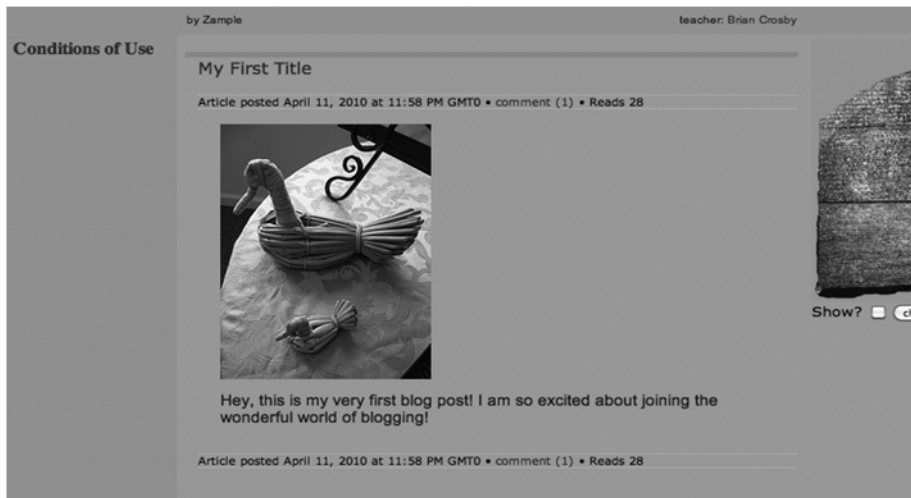 by Zample
teacher: Brian Crosby
Conditions of Use
My First Title
Article posted April 11, 2010 at 11:58 PM GMT0 • comment (1) • Reads 28
Hey, this is my very first blog post! I am so excited about joining the
wonderful world of blogging!
Show?
Article posted April 11, 2010 at 11:58 PM GMT0 • comment (1) • Reads 28